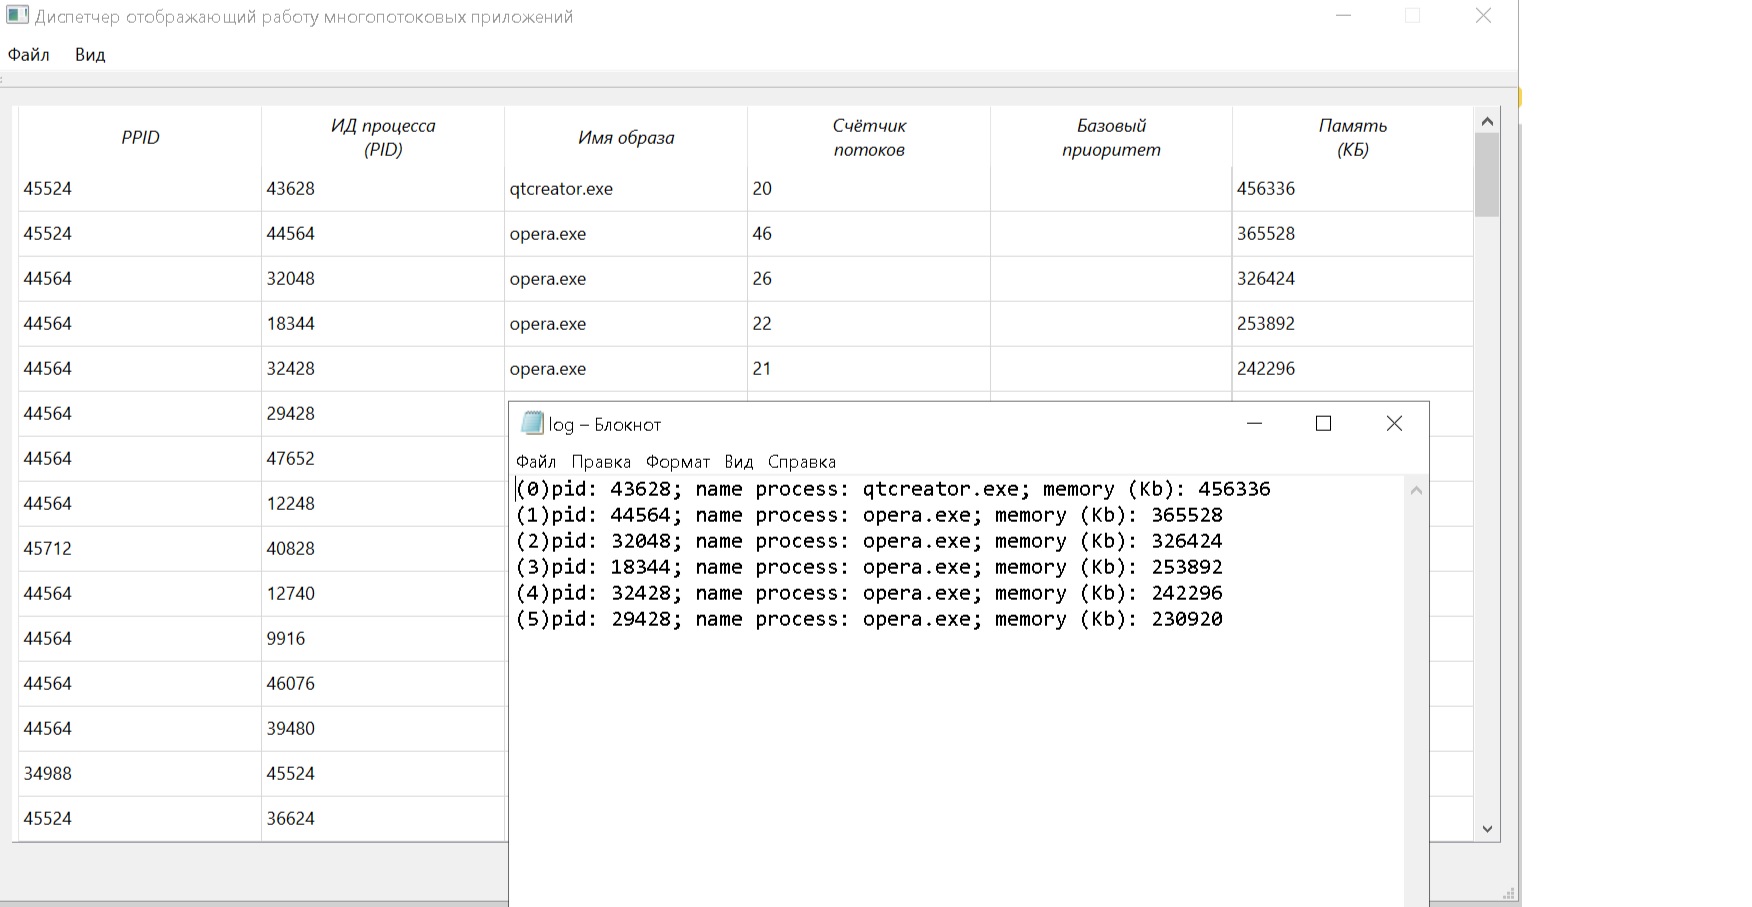 Диспетчер отображающий работу многопотоковых приложений
Файл Вид
PPID ИД процесса (PID) Имя образа Счётчик потоков Базовый приоритет Память (КБ)
45524 43628 qtcreator.exe 20 456336
45524 44564 opera.exe 46 365528
44564 32048 opera.exe 26 326424
44564 18344 opera.exe 22 253892
44564 32428 opera.exe 21 242296
44564 29428
44564 47652
44564 12248
45712 40828
44564 12740
44564 9916
44564 46076
44564 39480
34988 45524
45524 36624
log – Блокнот
Файл Правка Формат Вид Справка
(0)pid: 43628; name process: qtcreator.exe; memory (Kb): 456336
(1)pid: 44564; name process: opera.exe; memory (Kb): 365528
(2)pid: 32048; name process: opera.exe; memory (Kb): 326424
(3)pid: 18344; name process: opera.exe; memory (Kb): 253892
(4)pid: 32428; name process: opera.exe; memory (Kb): 242296
(5)pid: 29428; name process: opera.exe; memory (Kb): 230920